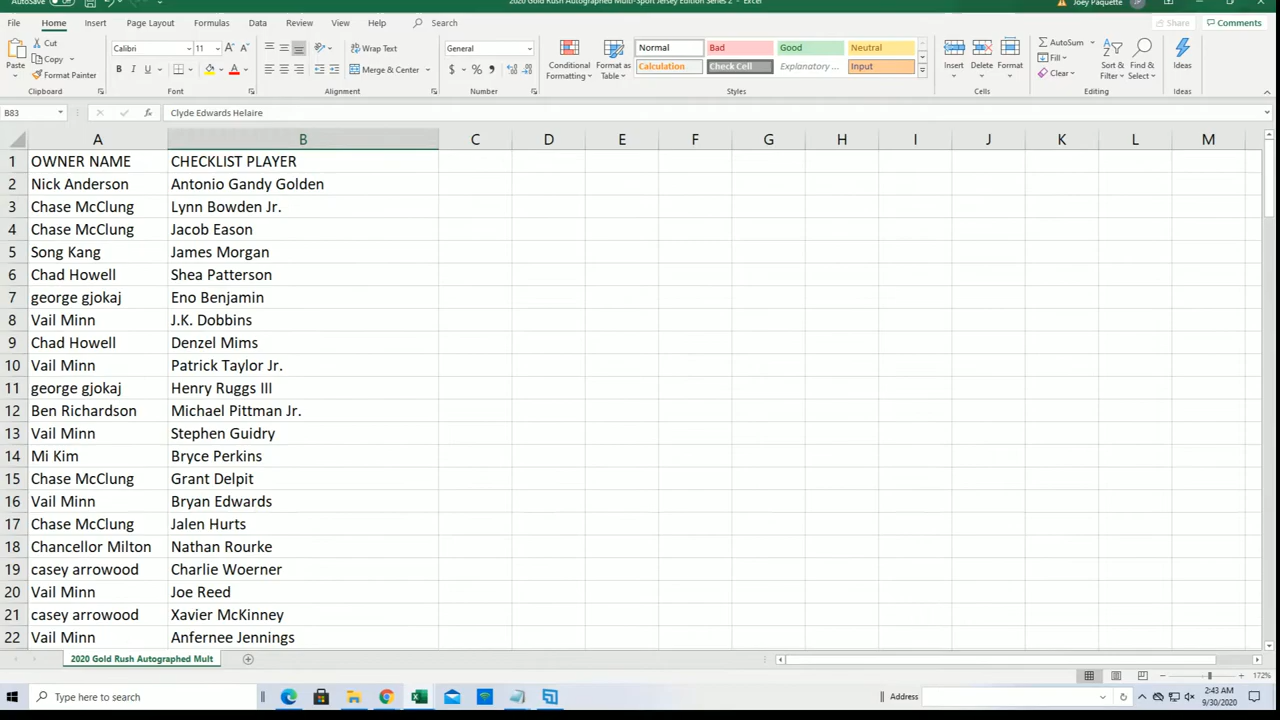 AutoSave
2020 Gold Rush Autographed Multi-Sport Jersey Edition Series 2 - Excel
Joey Paquette
File Home Insert Page Layout Formulas Data Review View Help Search Share Comments
Paste Cut Copy Format Painter Clipboard
Calibri 11 B I U A Font
Wrap Text Merge & Center Alignment
General $ % Number
Conditional Formatting Format as Table
Normal Bad Good Neutral
Calculation Check Cell Explanatory ... Input
Styles
Insert Delete Format Cells
AutoSum Fill Clear Sort & Filter Find & Select Editing
Ideas Ideas
B83 fx Clyde Edwards Helaire
A B C D E F G H I J K L M
1 OWNER NAME CHECKLIST PLAYER
2 Nick Anderson Antonio Gandy Golden
3 Chase McClung Lynn Bowden Jr.
4 Chase McClung Jacob Eason
5 Song Kang James Morgan
6 Chad Howell Shea Patterson
7 george gjokaj Eno Benjamin
8 Vail Minn J.K. Dobbins
9 Chad Howell Denzel Mims
10 Vail Minn Patrick Taylor Jr.
11 george gjokaj Henry Ruggs III
12 Ben Richardson Michael Pittman Jr.
13 Vail Minn Stephen Guidry
14 Mi Kim Bryce Perkins
15 Chase McClung Grant Delpit
16 Vail Minn Bryan Edwards
17 Chase McClung Jalen Hurts
18 Chancellor Milton Nathan Rourke
19 casey arrowood Charlie Woerner
20 Vail Minn Joe Reed
21 casey arrowood Xavier McKinney
22 Vail Minn Anfernee Jennings
2020 Gold Rush Autographed Mult
172%
Type here to search
Address
2:43 AM
9/30/2020